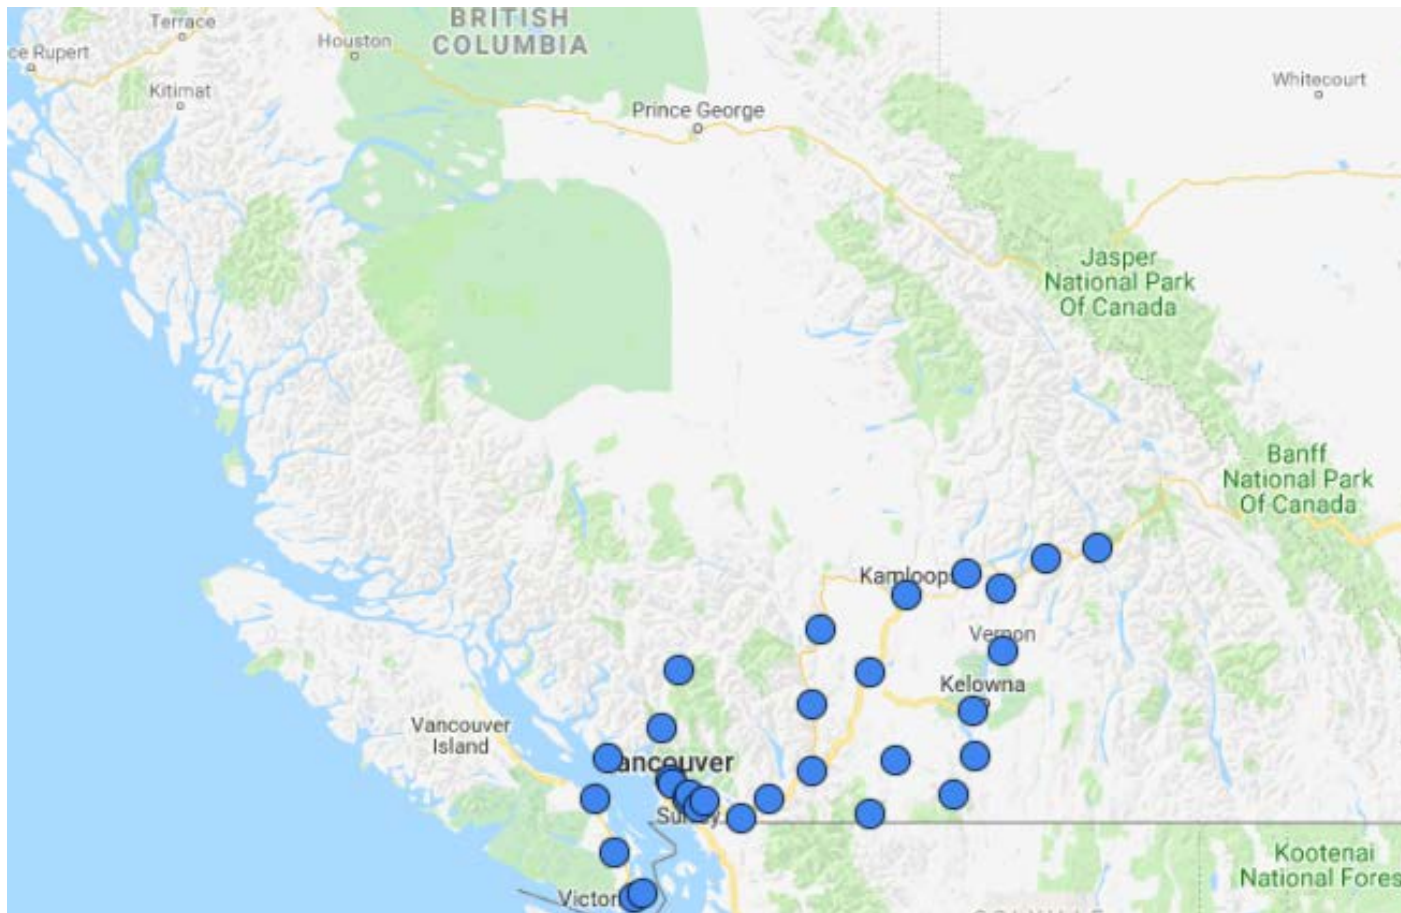 BRITISH
COLUMBIA
Terrace
ce Rupert
Houston
Kitimat
Whitecourt
Prince George
Jasper
National Park
Of Canada
Banff
National Park
Of Canada
Kamloops
Vernon
Kelowna
Vancouver
Island
ancouver
Victor
Kootenai
National Fores